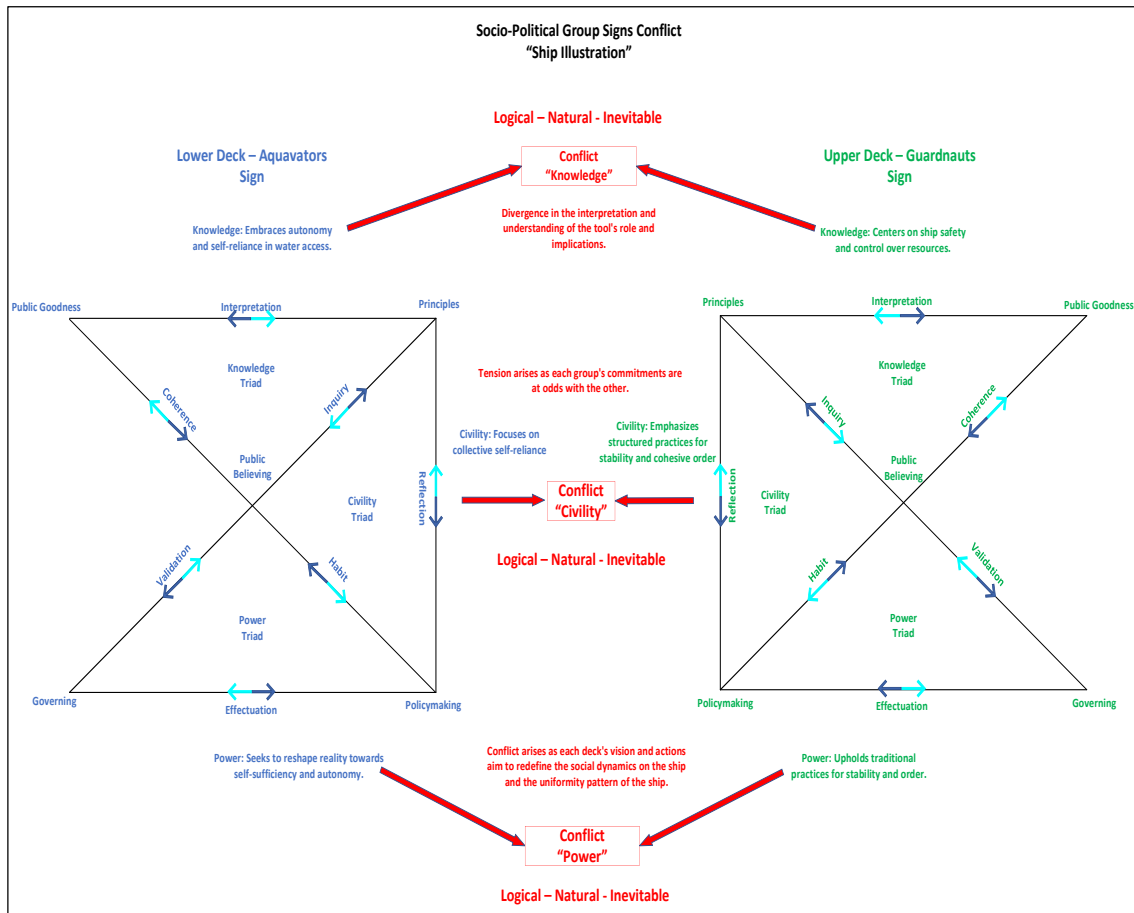 Socio-Political Group Signs Conflict
“Ship Illustration”
Logical – Natural - Inevitable
Lower Deck – Aquavators
Sign
Conflict
“Knowledge”
Upper Deck – Guardnauts
Sign
Knowledge: Embraces autonomy
and self-reliance in water access.
Divergence in the interpretation and
understanding of the tool's role and
implications.
Knowledge: Centers on ship safety
and control over resources.
Public Goodness
Interpretation
Principles
Knowledge
Triad
Coherence
Inquiry
Public
Believing
Civility
Triad
Reflection
Validation
Habit
Power
Triad
Governing
Effectuation
Policymaking
Tension arises as each group's commitments are
at odds with the other.
Civility: Focuses on
collective self-reliance
Civility: Emphasizes
structured practices for
stability and cohesive order
Conflict
“Civility”
Logical – Natural - Inevitable
Principles
Interpretation
Public Goodness
Knowledge
Triad
Inquiry
Coherence
Public
Believing
Reflection
Civility
Triad
Habit
Validation
Power
Triad
Policymaking
Effectuation
Governing
Power: Seeks to reshape reality towards
self-sufficiency and autonomy.
Conflict arises as each deck's vision and actions
aim to redefine the social dynamics on the ship
and the uniformity pattern of the ship.
Power: Upholds traditional
practices for stability and order.
Conflict
“Power”
Logical – Natural - Inevitable